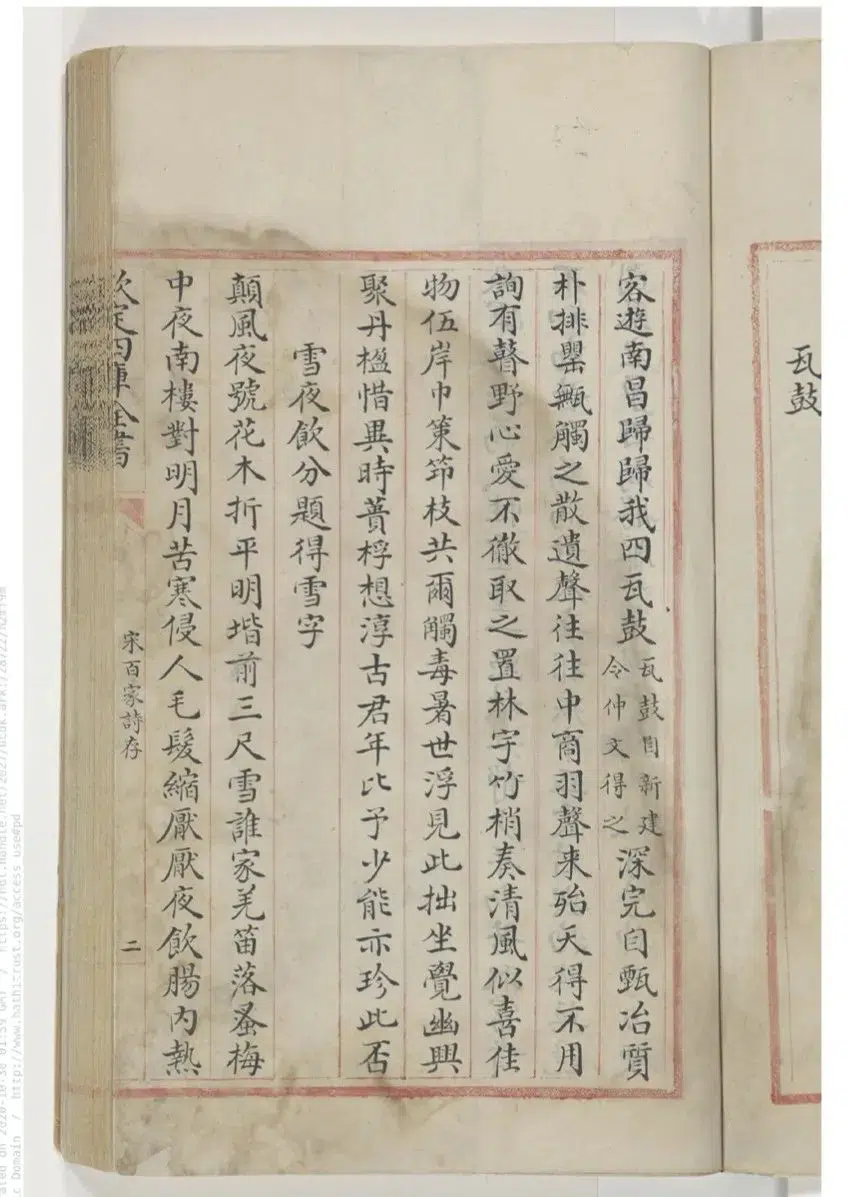 瓦鼓
客遊南昌歸歸我四瓦鼓
瓦鼓自新建
令仲文得之
深完自甄冶質
朴排罌甒觸之散遺聲往往中商羽聲来殆天得不用
詢有瞽野心愛不徹取之置林宇竹梢奏清風似喜佳
物伍岸巾策笻枝共爾觸毒暑世浮見此拙坐覺幽興
聚丹楹惜異時蕢桴想淳古君年比予少能亦珍此否
雪夜飲分題得雪字
顛風夜號花木折平明堦前三尺雪誰家羌笛落蚤梅
中夜南樓對明月苦寒侵人毛髮縮厭厭夜飲腸内熱
欽定四庫全書
宋百家詩存
二